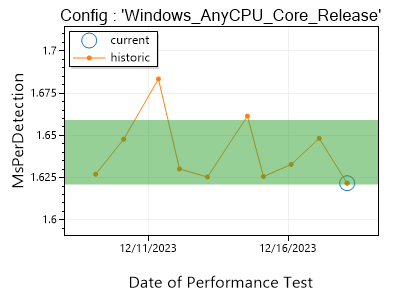 Config : 'Windows_AnyCPU_Core_Release'
current
historic
1.7
1.675
1.65
1.625
1.6
MsPerDetection
12/11/2023
12/16/2023
Date of Performance Test